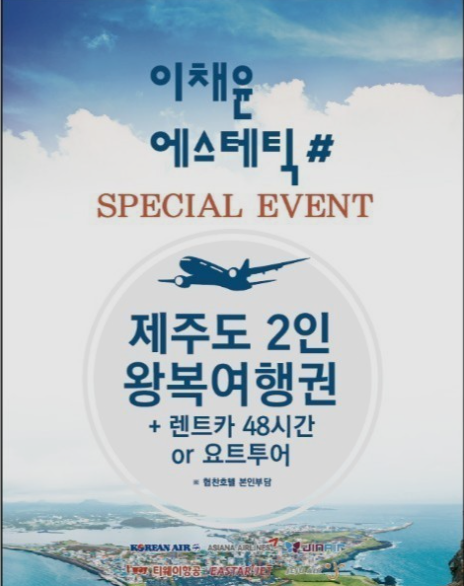 이채윤
에스테틱 #
SPECIAL EVENT
제주도 2인
왕복여행권
+ 렌트카 48시간
or 요트투어
※ 협찬호텔 본인부담
KOREAN AIR ASIANA AIRLINES JINAIR
티웨이항공 EASTAR JET